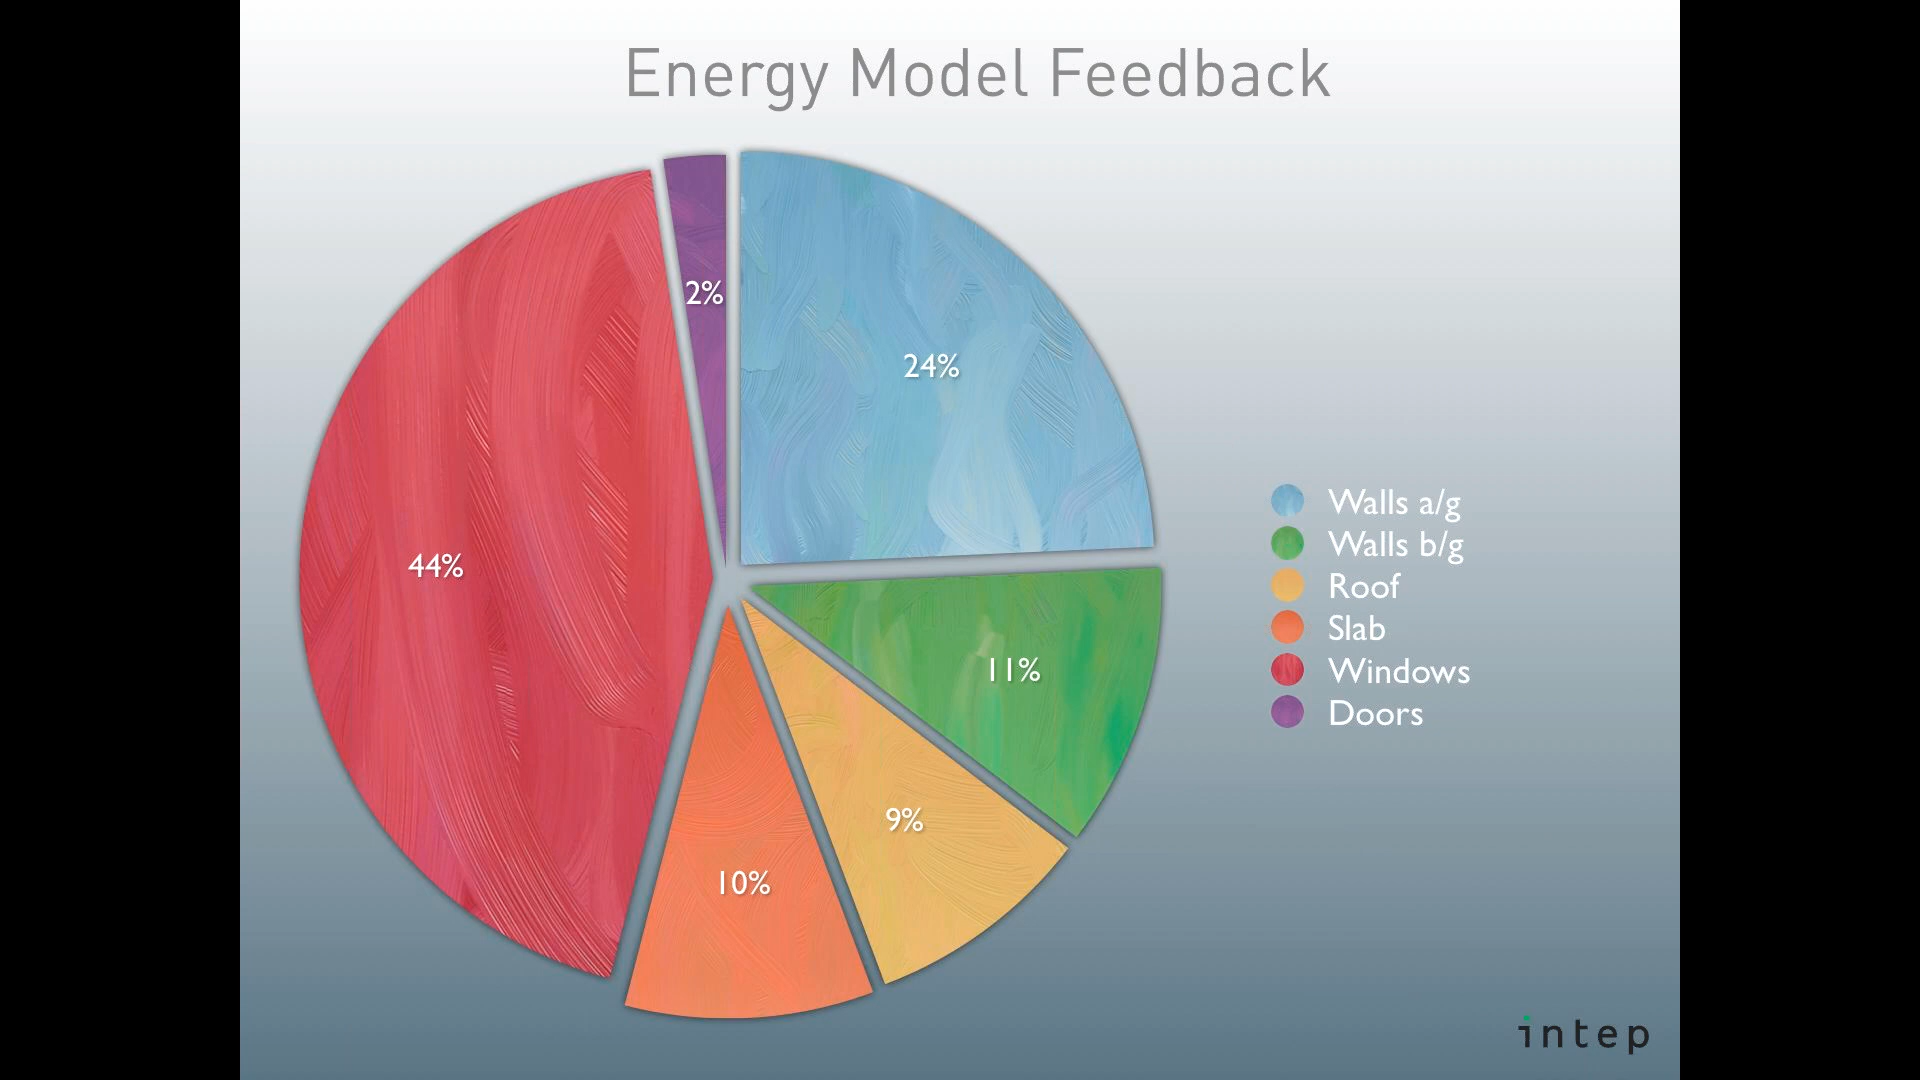 Energy Model Feedback
2%
24%
44%
11%
9%
10%
Walls a/g
Walls b/g
Roof
Slab
Windows
Doors
intep